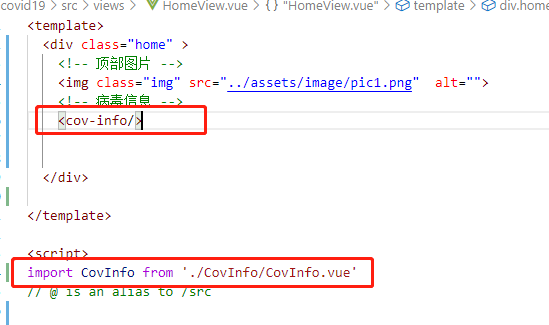 covid19 > src > views > HomeView.vue > {} "HomeView.vue" > template > div.home
<template>
<div class="home" >
<!-- 顶部图片 -->
<img class="img" src="../assets/image/pic1.png"  alt="">
<!-- 病毒信息 -->
<cov-info/>
</div>
</template>
<script>
import CovInfo from './CovInfo/CovInfo.vue'
// @ is an alias to /src